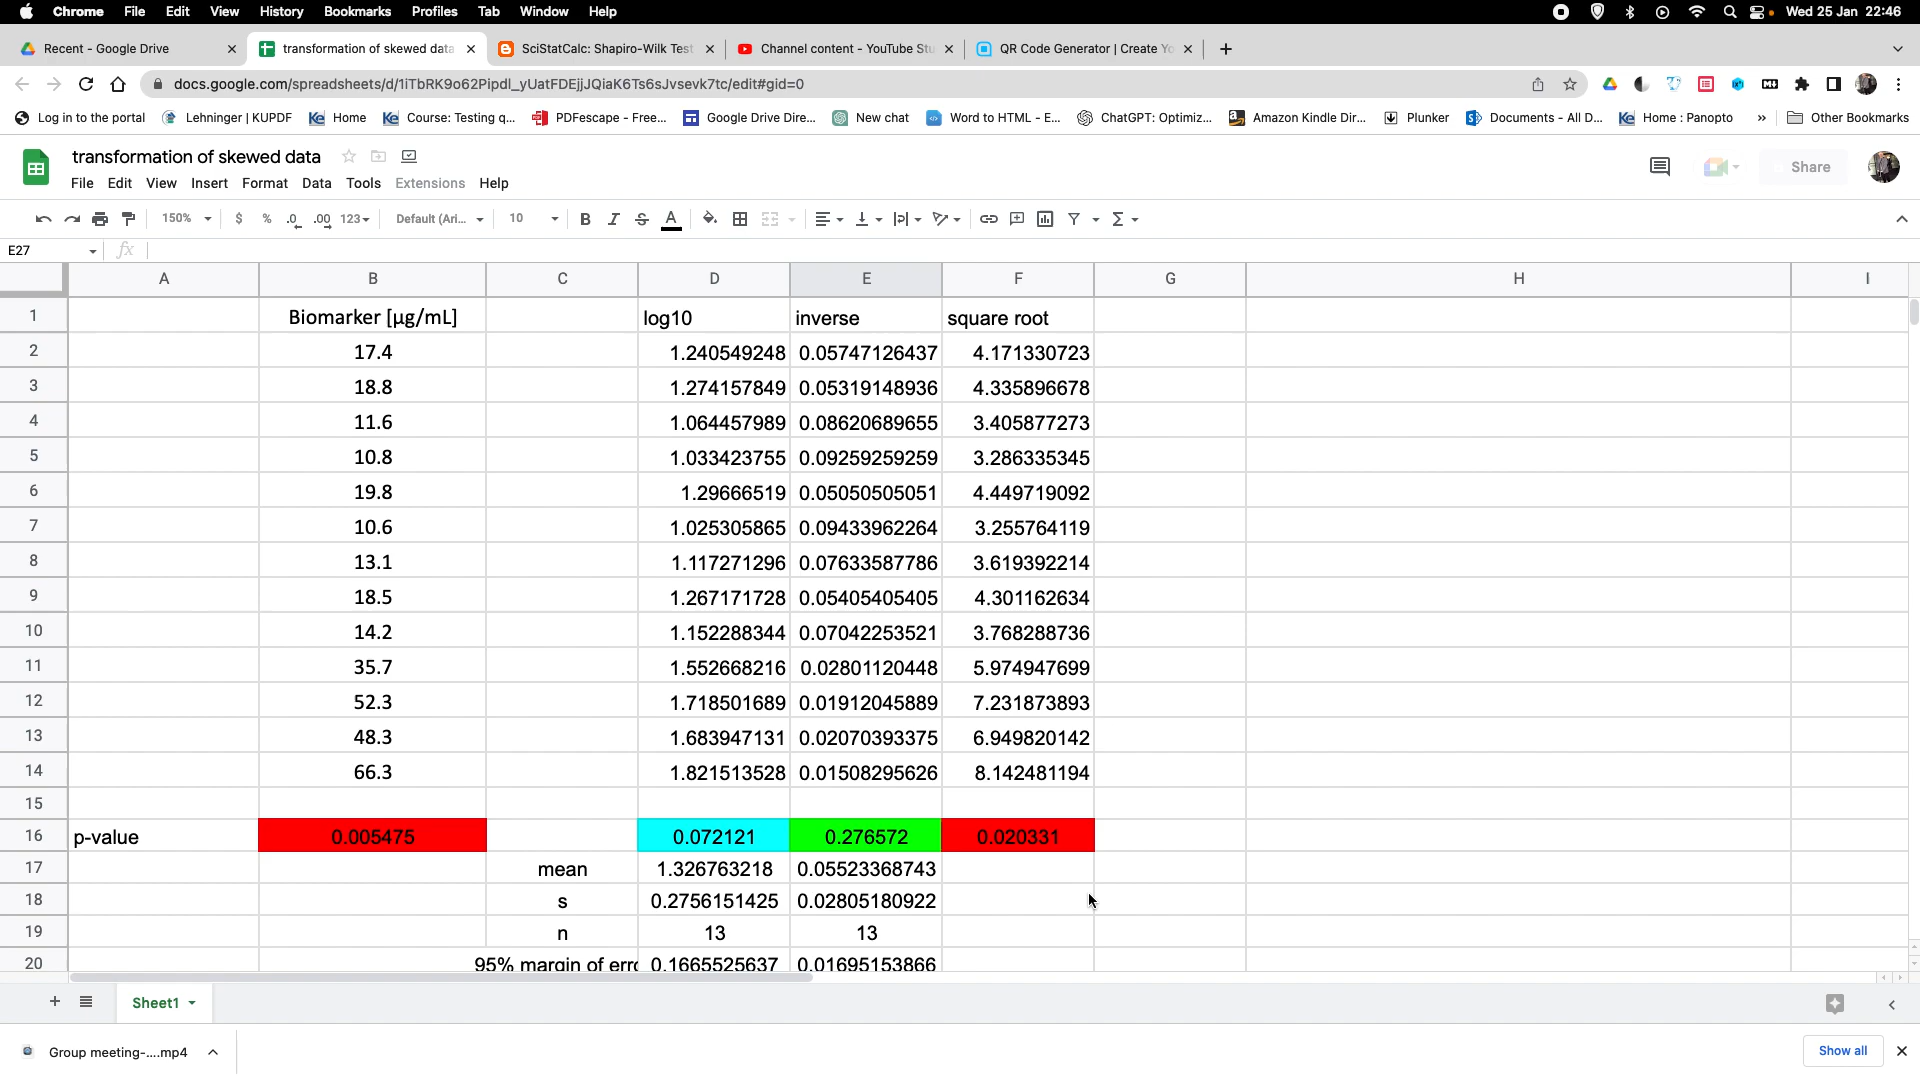 Chrome File Edit View History Bookmarks Profiles Tab Window Help Wed 25 Jan 22:46
Recent - Google Drive transformation of skewed data SciStatCalc: Shapiro-Wilk Test Channel content - YouTube Stu QR Code Generator | Create Yo
docs.google.com/spreadsheets/d/1iTbRK9o62Pipdl_yUatFDEjjJQiaK6Ts6sJvsevk7tc/edit#gid=0
Log in to the portal Lehninger | KUPDF Home Course: Testing q... PDFescape - Free... Google Drive Dire... New chat Word to HTML - E... ChatGPT: Optimiz... Amazon Kindle Dir... Plunker Documents - All D... Home : Panopto » Other Bookmarks
transformation of skewed data
Share
File Edit View Insert Format Data Tools Extensions Help
150% $ % .0 .00 123 Default (Ari... 10 B I S A Σ
E27 fx
A B C D E F G H I
1 Biomarker [µg/mL] log10 inverse square root
2 17.4 1.240549248 0.05747126437 4.171330723
3 18.8 1.274157849 0.05319148936 4.335896678
4 11.6 1.064457989 0.08620689655 3.405877273
5 10.8 1.033423755 0.09259259259 3.286335345
6 19.8 1.29666519 0.05050505051 4.449719092
7 10.6 1.025305865 0.09433962264 3.255764119
8 13.1 1.117271296 0.07633587786 3.619392214
9 18.5 1.267171728 0.05405405405 4.301162634
10 14.2 1.152288344 0.07042253521 3.768288736
11 35.7 1.552668216 0.02801120448 5.974947699
12 52.3 1.718501689 0.01912045889 7.231873893
13 48.3 1.683947131 0.02070393375 6.949820142
14 66.3 1.821513528 0.01508295626 8.142481194
15
16 p-value 0.005475 0.072121 0.276572 0.020331
17 mean 1.326763218 0.05523368743
18 s 0.2756151425 0.02805180922
19 n 13 13
20 95% margin of erro 0.1665525637 0.01695153866
Sheet1
Group meeting-....mp4 Show all